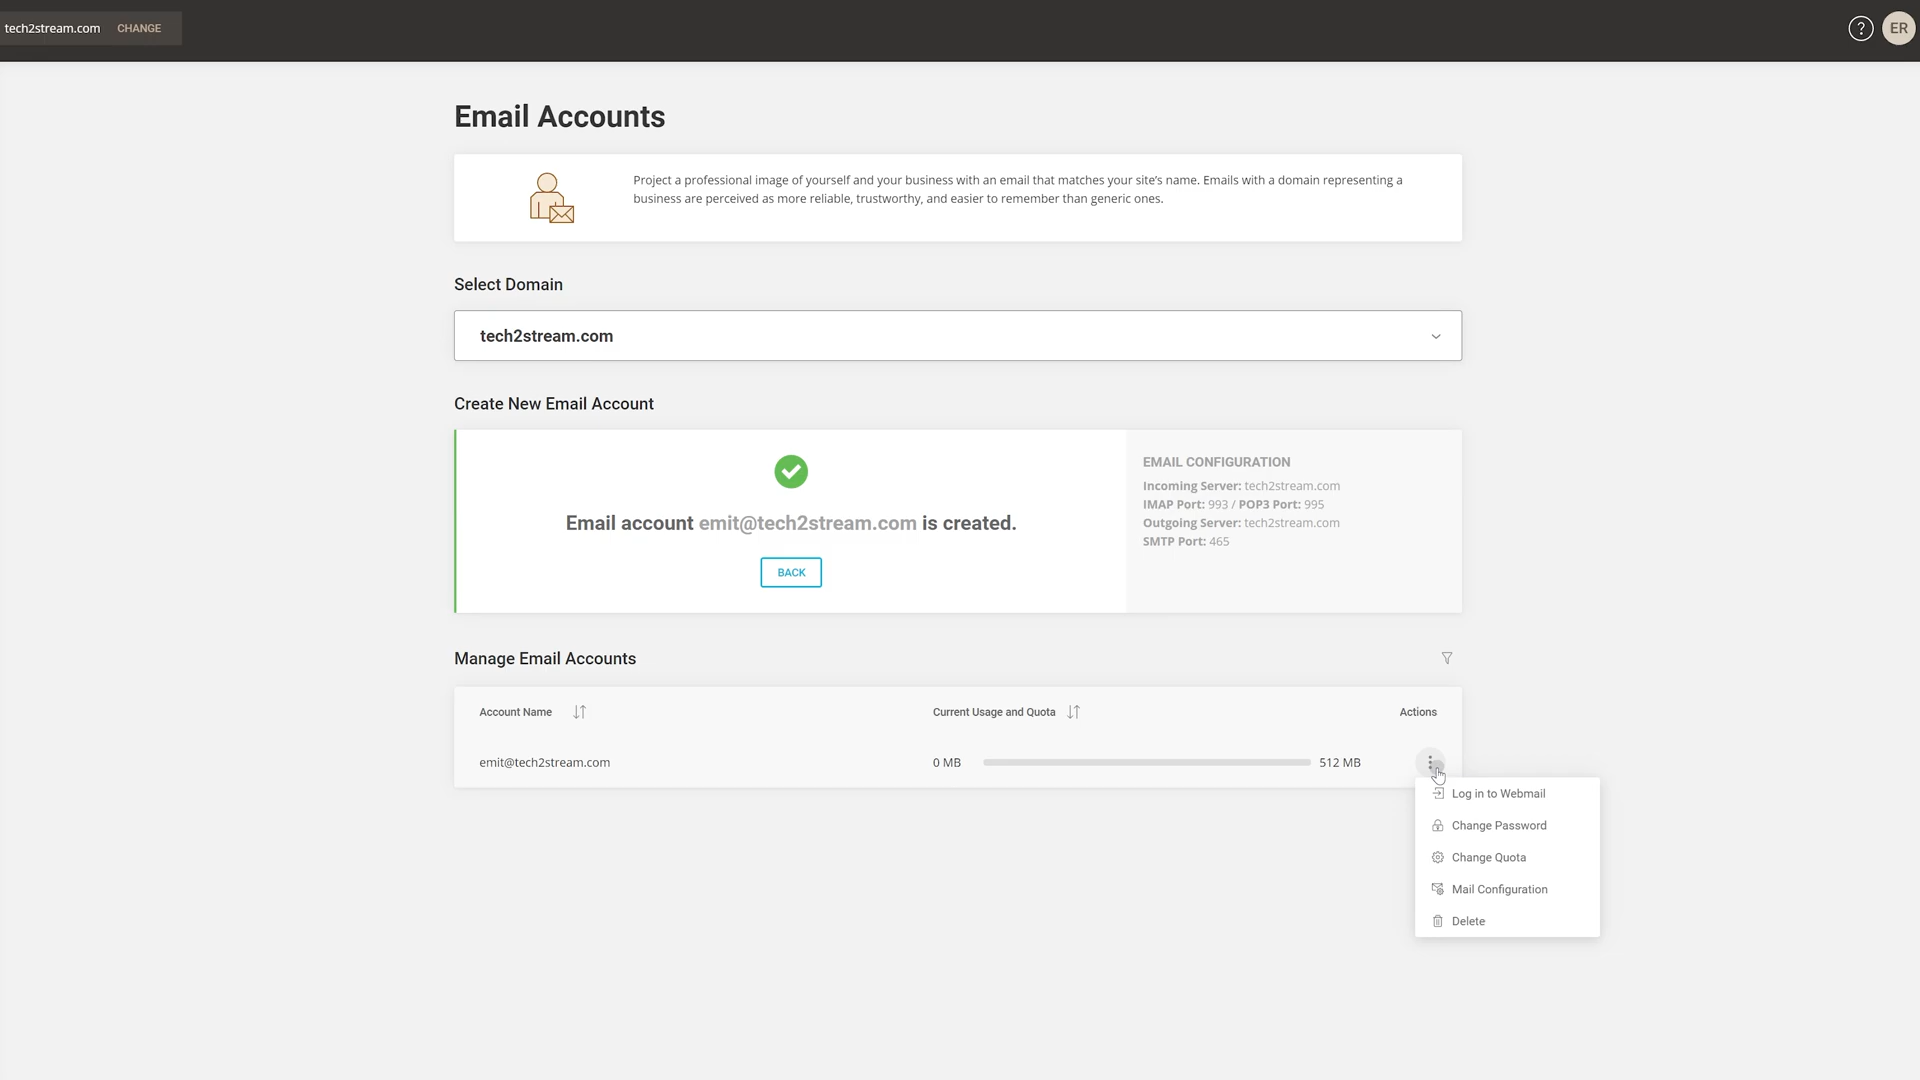 tech2stream.com CHANGE
? ER
Email Accounts
Project a professional image of yourself and your business with an email that matches your site's name. Emails with a domain representing a
business are perceived as more reliable, trustworthy, and easier to remember than generic ones.
Select Domain
tech2stream.com
Create New Email Account
Email account emit@tech2stream.com is created.
BACK
EMAIL CONFIGURATION
Incoming Server: tech2stream.com
IMAP Port: 993 / POP3 Port: 995
Outgoing Server: tech2stream.com
SMTP Port: 465
Manage Email Accounts
Account Name Current Usage and Quota Actions
emit@tech2stream.com 0 MB 512 MB
Log in to Webmail
Change Password
Change Quota
Mail Configuration
Delete